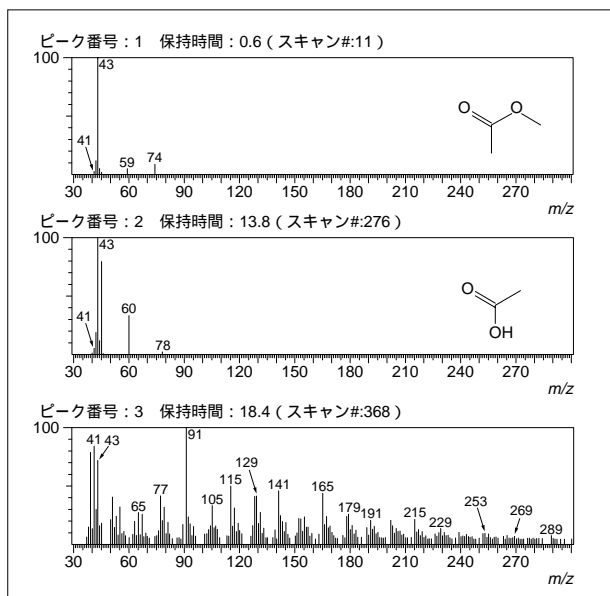 ピーク番号：1　保持時間：0.6（スキャン#:11）
100
43
41
59
74
O
O
30 60 90 120 150 180 210 240 270
m/z
ピーク番号：2　保持時間：13.8（スキャン#:276）
100
43
41
60
78
O
OH
30 60 90 120 150 180 210 240 270
m/z
ピーク番号：3　保持時間：18.4（スキャン#:368）
100
41 43 65 77 91 105 115 129 141 165 179 191 215 229 253 269 289
30 60 90 120 150 180 210 240 270
m/z